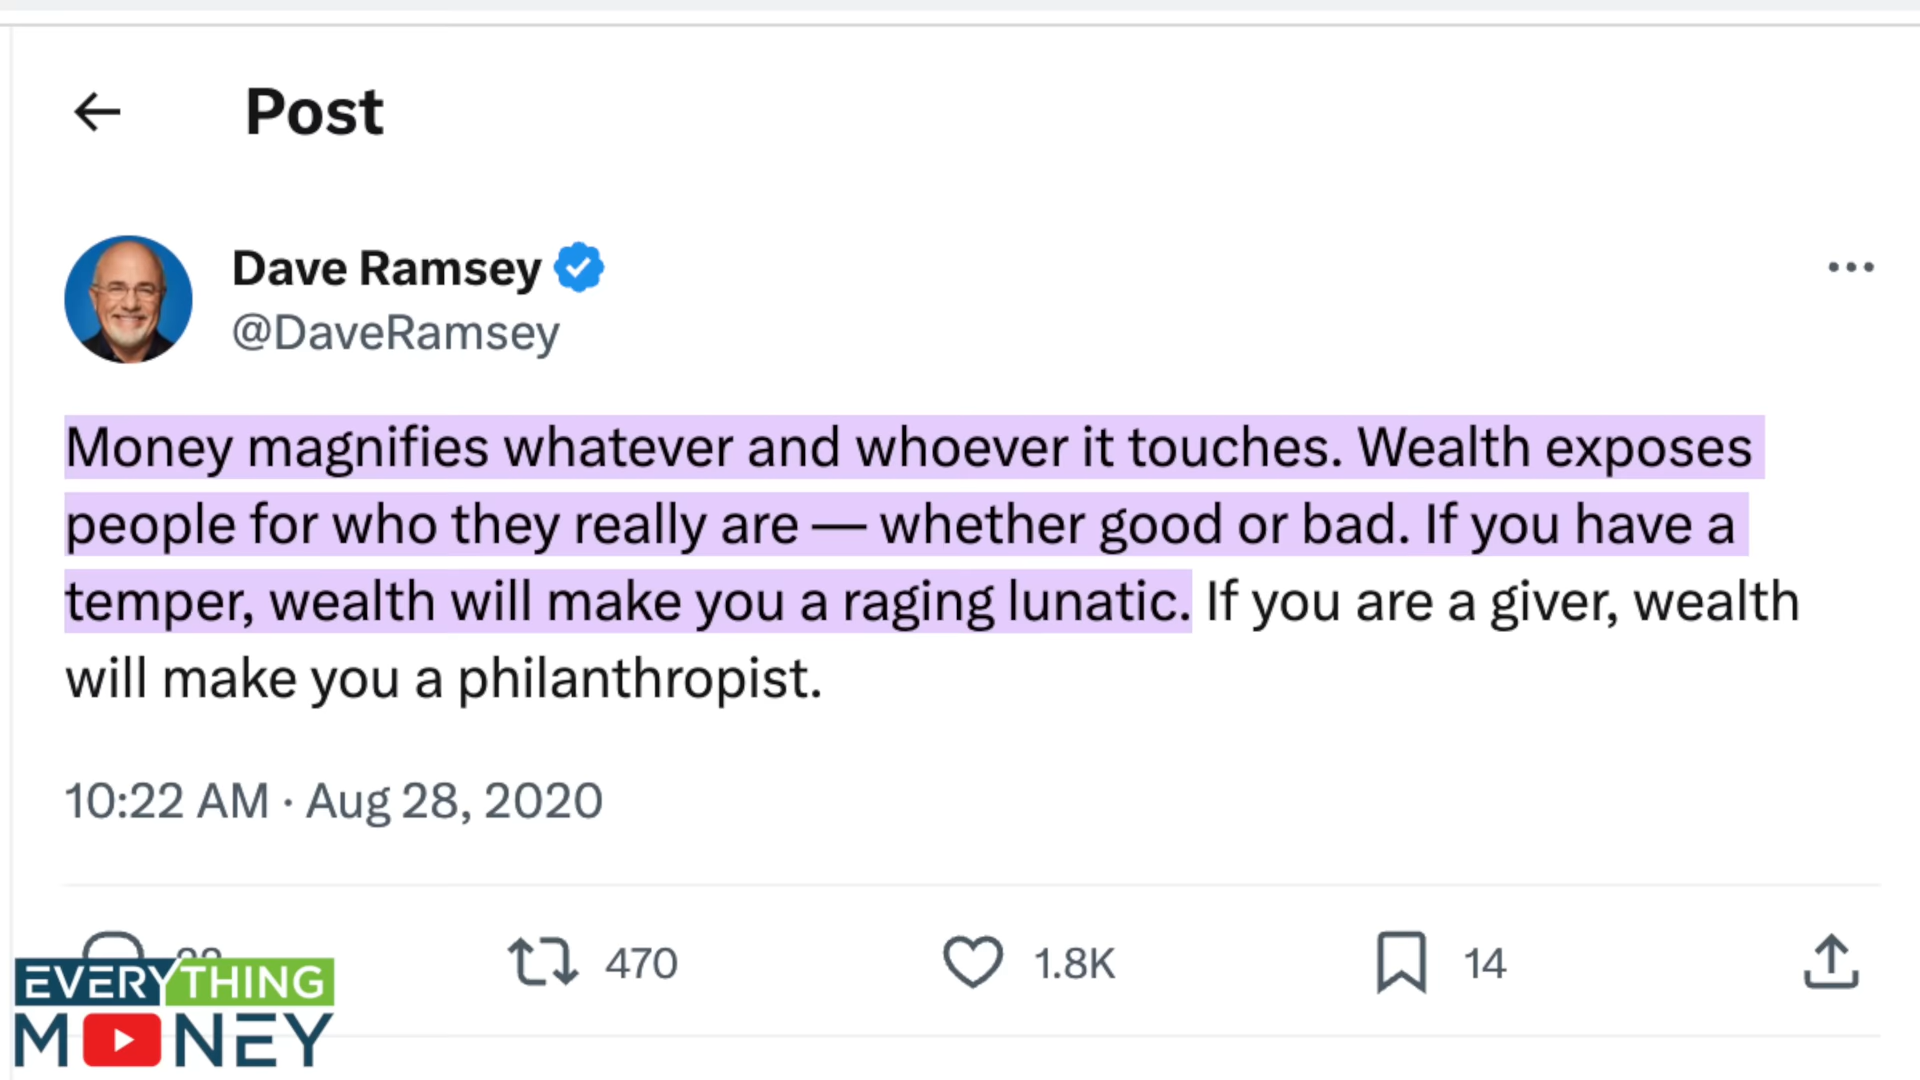 Post
Dave Ramsey
@DaveRamsey
Money magnifies whatever and whoever it touches. Wealth exposes
people for who they really are — whether good or bad. If you have a
temper, wealth will make you a raging lunatic. If you are a giver, wealth
will make you a philanthropist.
10:22 AM · Aug 28, 2020
470
1.8K
14
EVERYTHING
MONEY